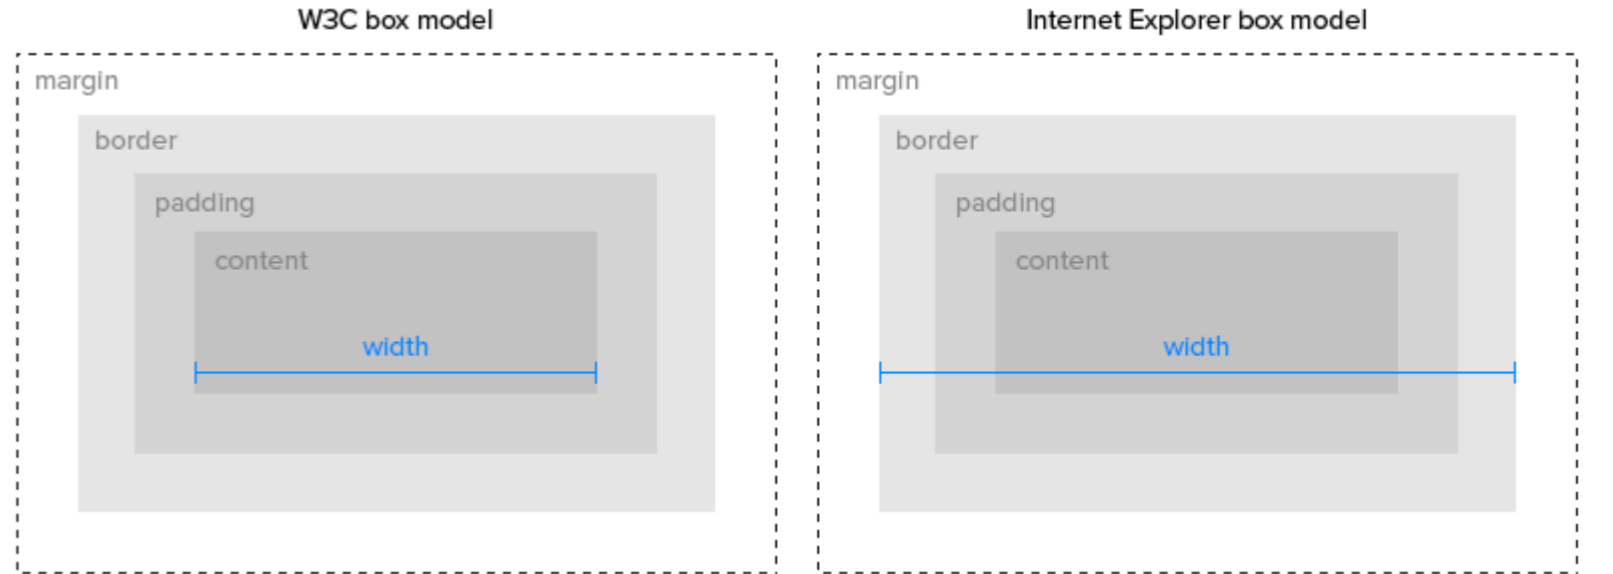 W3C box model
margin
border
padding
content
width
Internet Explorer box model
margin
border
padding
content
width